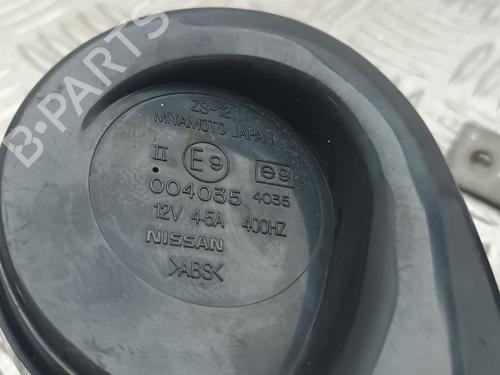 B-PARTS
ZS-12
MIYAMOTO JAPAN
II E9 e9
004035 4035
12V 4.5A 400HZ
NISSAN
>ABS<